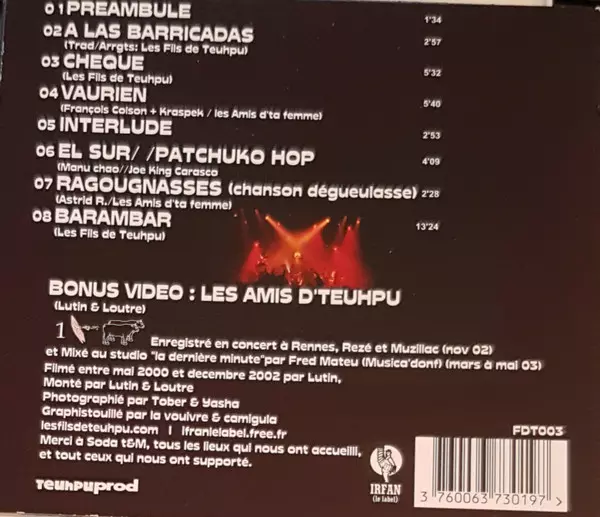 01 PREAMBULE 1'34
02 A LAS BARRICADAS 2'57
(Trad/Arrgts: Les Fils de Teuhpu)
03 CHEQUE 5'32
(Les Fils de Teuhpu)
04 VAURIEN 5'40
(François Colson + Kraspek / les Amis d'ta femme)
05 INTERLUDE 2'53
06 EL SUR/ /PATCHUKO HOP 4'09
(Manu chao//Joe King Carasco
07 RAGOUGNASSES (chanson dégueulasse) 2'28
(Astrid R./Les Amis d'ta femme)
08 BARAMBAR 13'24
(Les Fils de Teuhpu)
BONUS VIDEO : LES AMIS D'TEUHPU
(Lutin & Loutre)
1 Enregistré en concert à Rennes, Rezé et Muzillac (nov 02)
et Mixé au studio "la dernière minute"par Fred Mateu (Musica'donf) (mars à mai 03)
Filmé entre mai 2000 et decembre 2002 par Lutin,
Monté par Lutin & Loutre
Photographié par Tober & Yasha
Graphistouillé par la vouivre & camigula
lesfilsdeteuhpu.com | Ifranlelabel.free.fr
Merci à Soda t&M, tous les lieux qui nous ont accueilli,
et tout ceux qui nous ont supporté.
Teuhpuprod
IRFAN
(le label)
FDT003
3 760063 730197 >